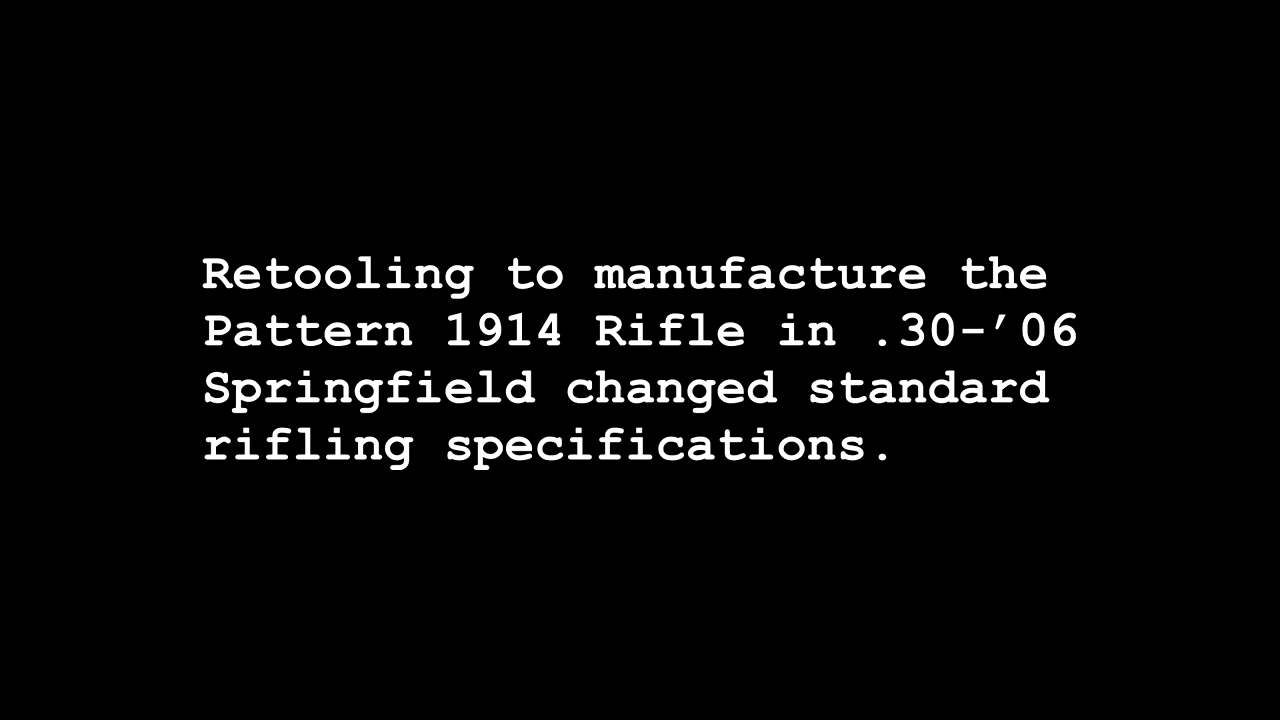 Retooling to manufacture the
Pattern 1914 Rifle in .30-’06
Springfield changed standard
rifling specifications.